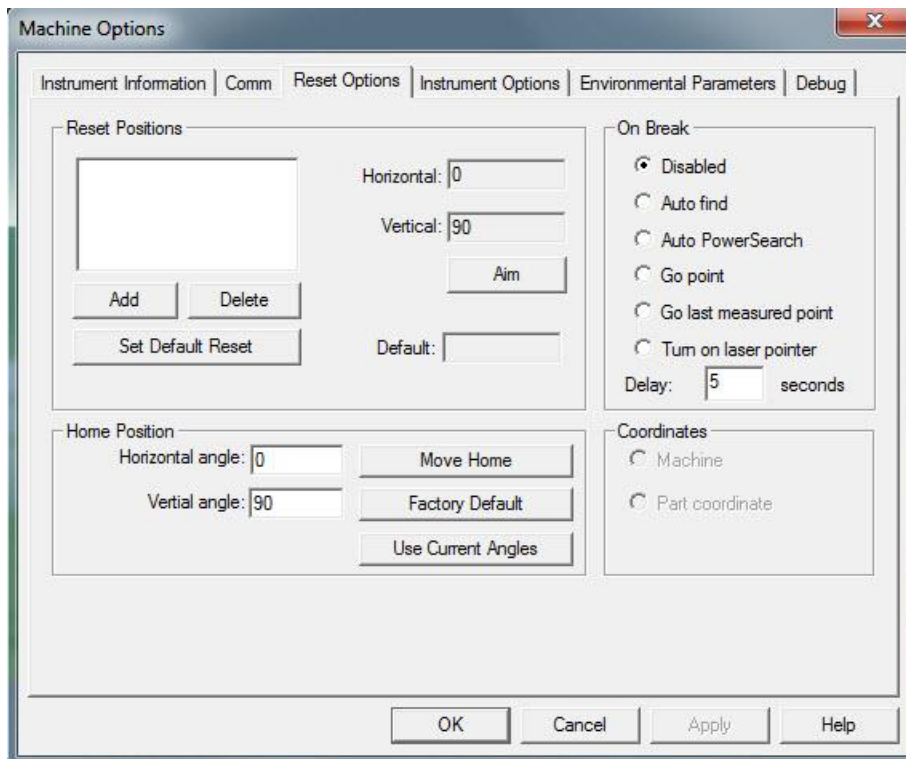 Machine Options
Instrument Information Comm Reset Options Instrument Options Environmental Parameters Debug
Reset Positions
Horizontal: 0
Vertical: 90
Aim
Add Delete
Set Default Reset
Default:
On Break
Disabled
Auto find
Auto PowerSearch
Go point
Go last measured point
Turn on laser pointer
Delay: 5 seconds
Home Position
Horizontal angle: 0
Move Home
Vertial angle: 90
Factory Default
Use Current Angles
Coordinates
Machine
Part coordinate
OK Cancel Apply Help